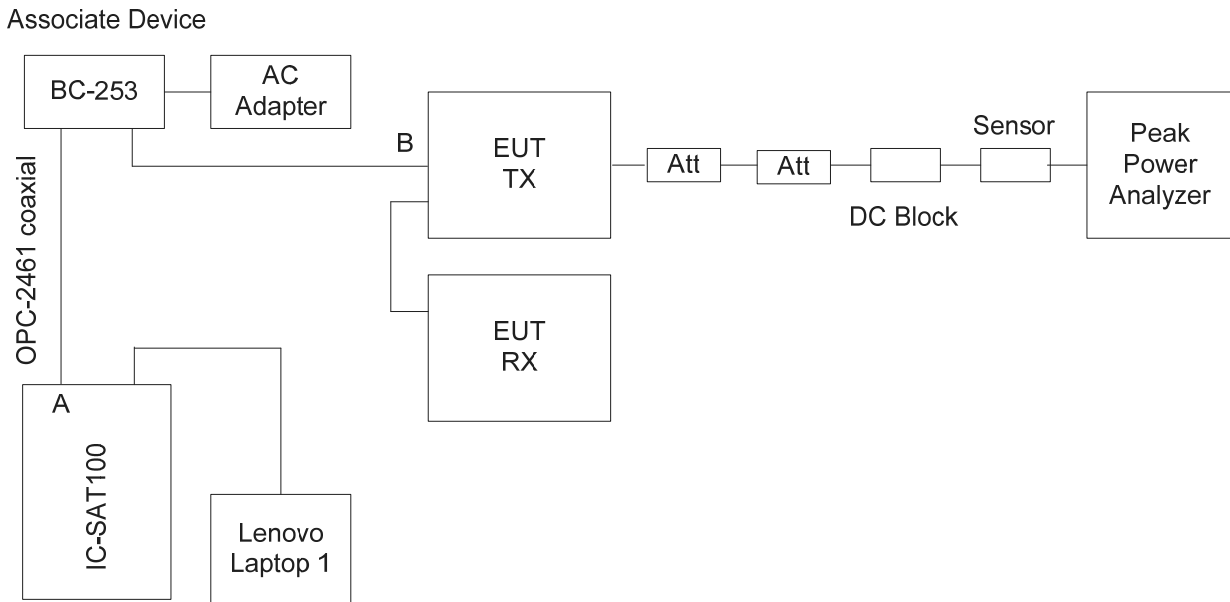 Associate Device
BC-253
AC
Adapter
B
EUT
TX
Att
Att
DC Block
Sensor
Peak
Power
Analyzer
OPC-2461 coaxial
EUT
RX
A
IC-SAT100
Lenovo
Laptop 1